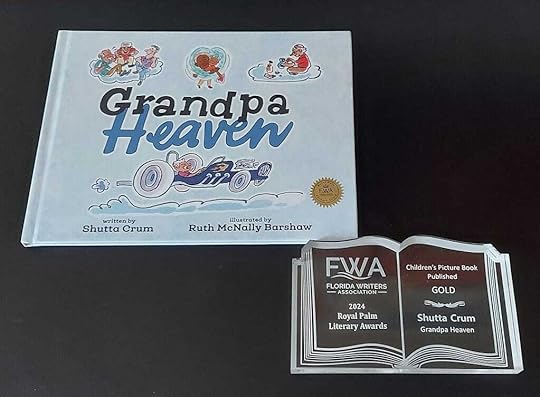 Grandpa
Heaven
written by
Shutta Crum
illustrated by
Ruth McNally Barshaw
FWA
FWA
FLORIDA WRITERS
ASSOCIATION
2024
Royal Palm
Literary Awards
Children's Picture Book
Published
GOLD
Shutta Crum
Grandpa Heaven